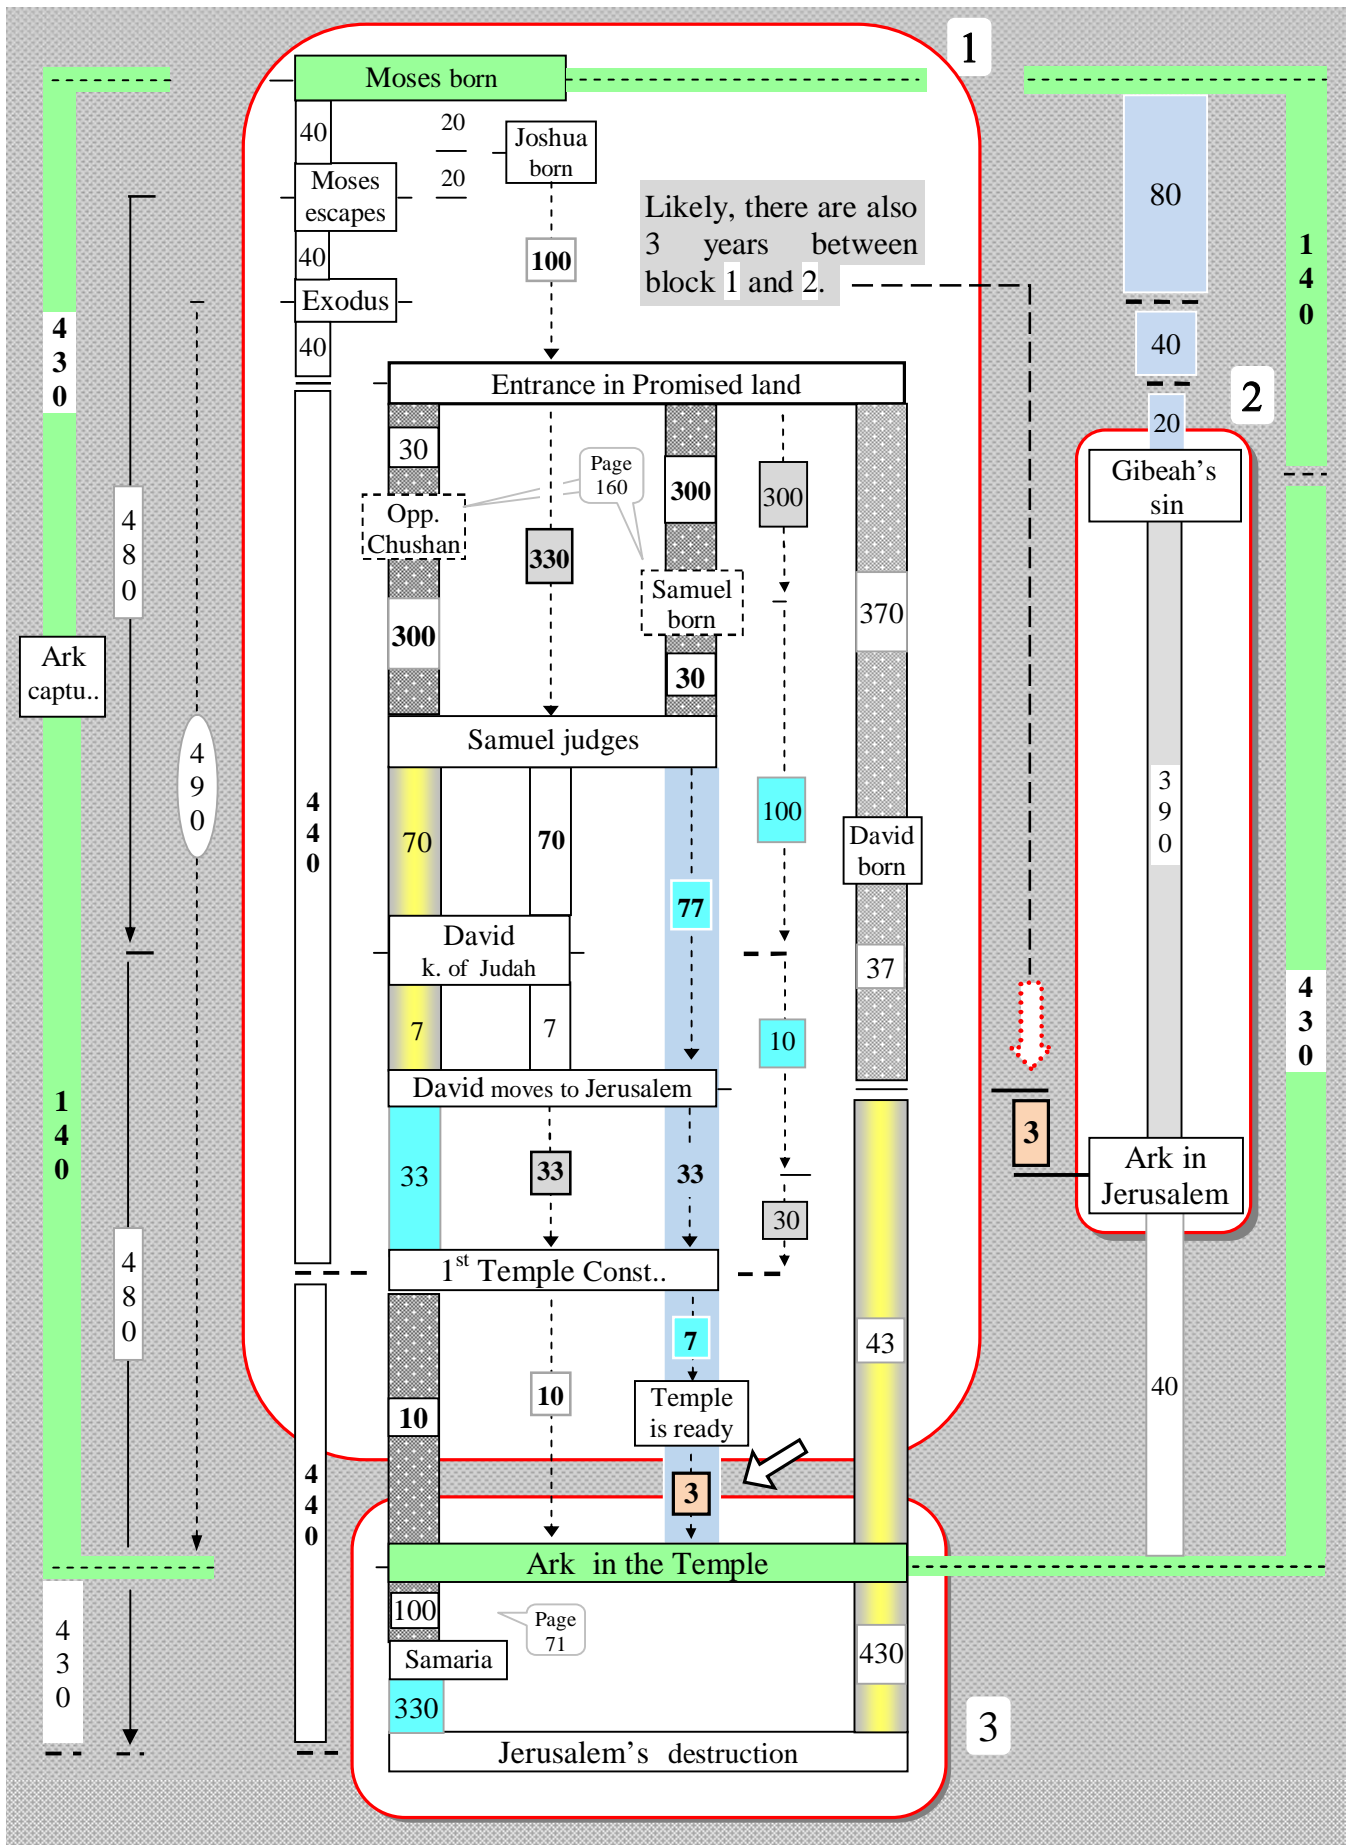 1
Moses born
40
20
Joshua
born
20
Moses
escapes
80
Likely, there are also
3 years between
block 1 and 2.
100
140
40
Exodus
430
40
40
Entrance in Promised land
2
20
30
Page
160
300
300
Gibeah's
sin
Opp.
Chushan
480
330
Samuel
born
370
300
Ark
captu..
30
Samuel judges
490
440
70
70
100
David
born
390
77
David
k. of Judah
37
430
7
7
10
David moves to Jerusalem
140
3
Ark in
Jerusalem
33
33
33
30
1st Temple Const..
480
7
43
10
10
Temple
is ready
40
440
3
Ark in the Temple
100
Page
71
430
Samaria
430
330
3
Jerusalem's destruction